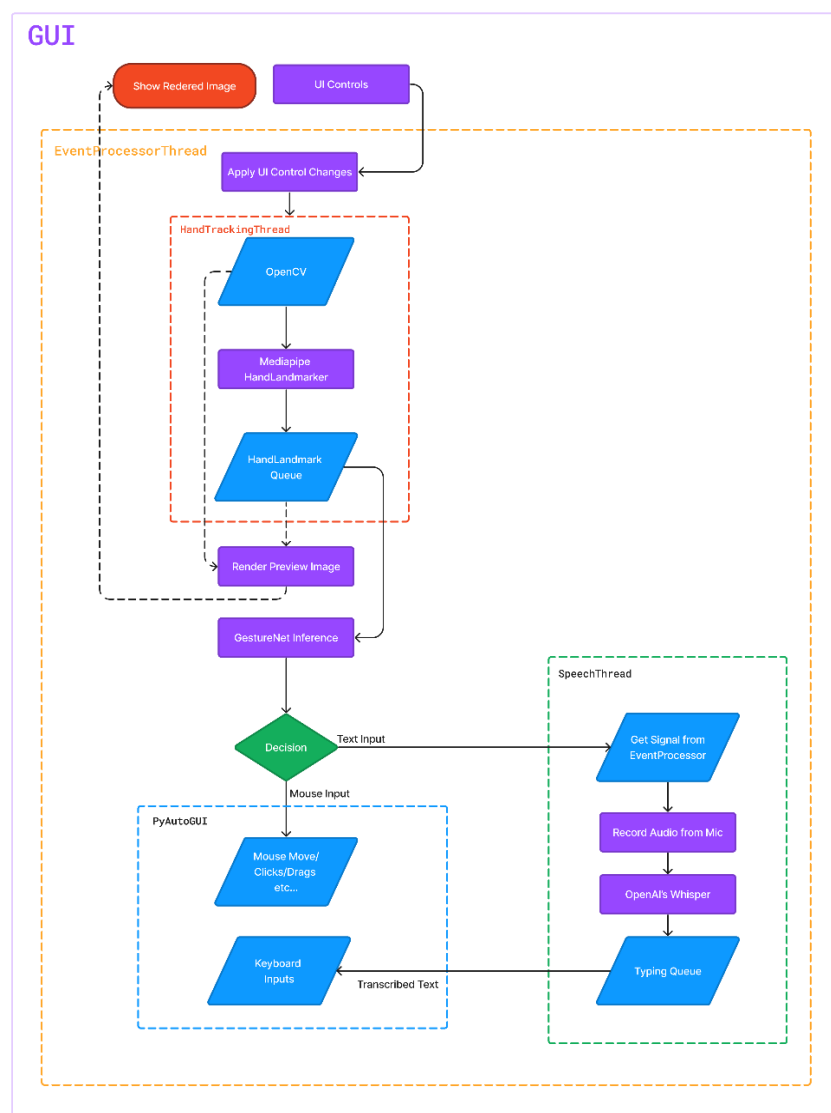 GUI
Show Redered Image
UI Controls
EventProcessorThread
Apply UI Control Changes
HandTrackingThread
OpenCV
Mediapipe
HandLandmarker
HandLandmark
Queue
Render Preview Image
GestureNet Inference
SpeechThread
Decision
Text Input
Get Signal from
EventProcessor
Mouse Input
PyAutoGUI
Record Audio from Mic
Mouse Move/
Clicks/Drags
etc...
OpenAI's Whisper
Keyboard
Inputs
Transcribed Text
Typing Queue